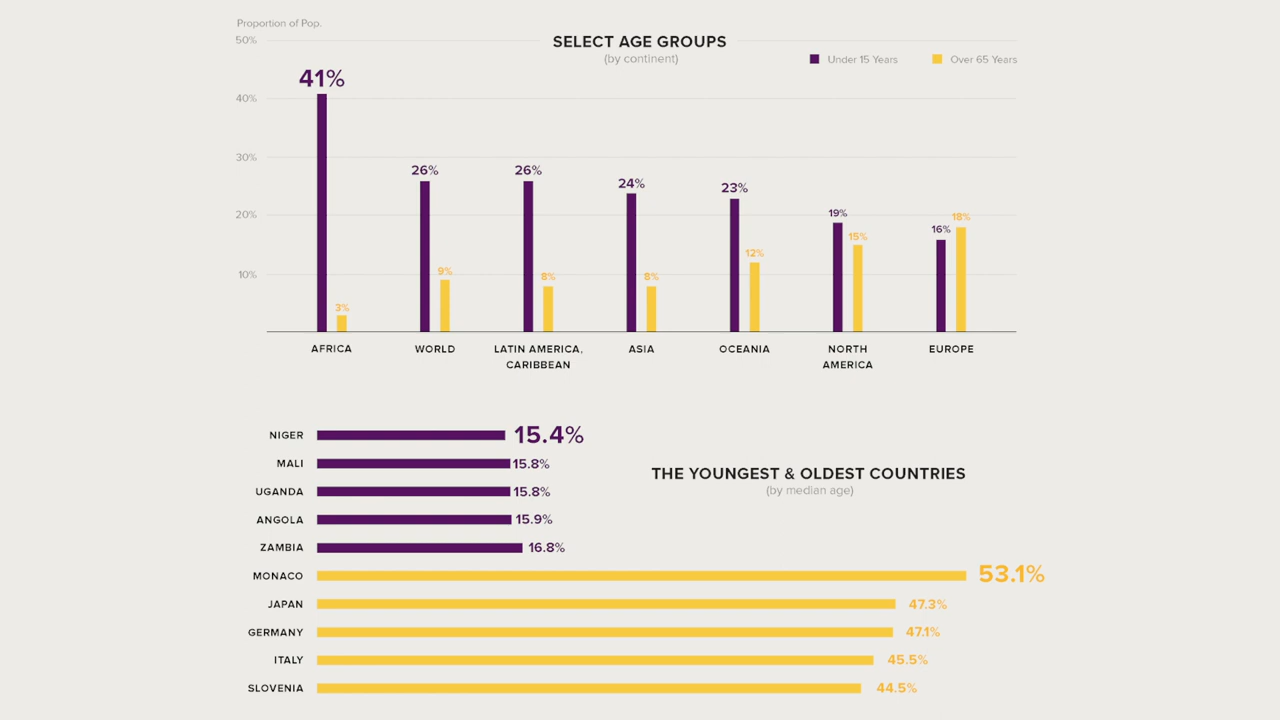 Proportion of Pop.
50%
SELECT AGE GROUPS
(by continent)
Under 15 Years
Over 65 Years
41%
40%
30%
26%
26%
24%
23%
20%
19%
15%
16%
18%
12%
10%
9%
8%
8%
3%
AFRICA
WORLD
LATIN AMERICA,
CARIBBEAN
ASIA
OCEANIA
NORTH
AMERICA
EUROPE
NIGER 15.4%
MALI 15.8%
THE YOUNGEST & OLDEST COUNTRIES
(by median age)
UGANDA 15.8%
ANGOLA 15.9%
ZAMBIA 16.8%
MONACO 53.1%
JAPAN 47.3%
GERMANY 47.1%
ITALY 45.5%
SLOVENIA 44.5%